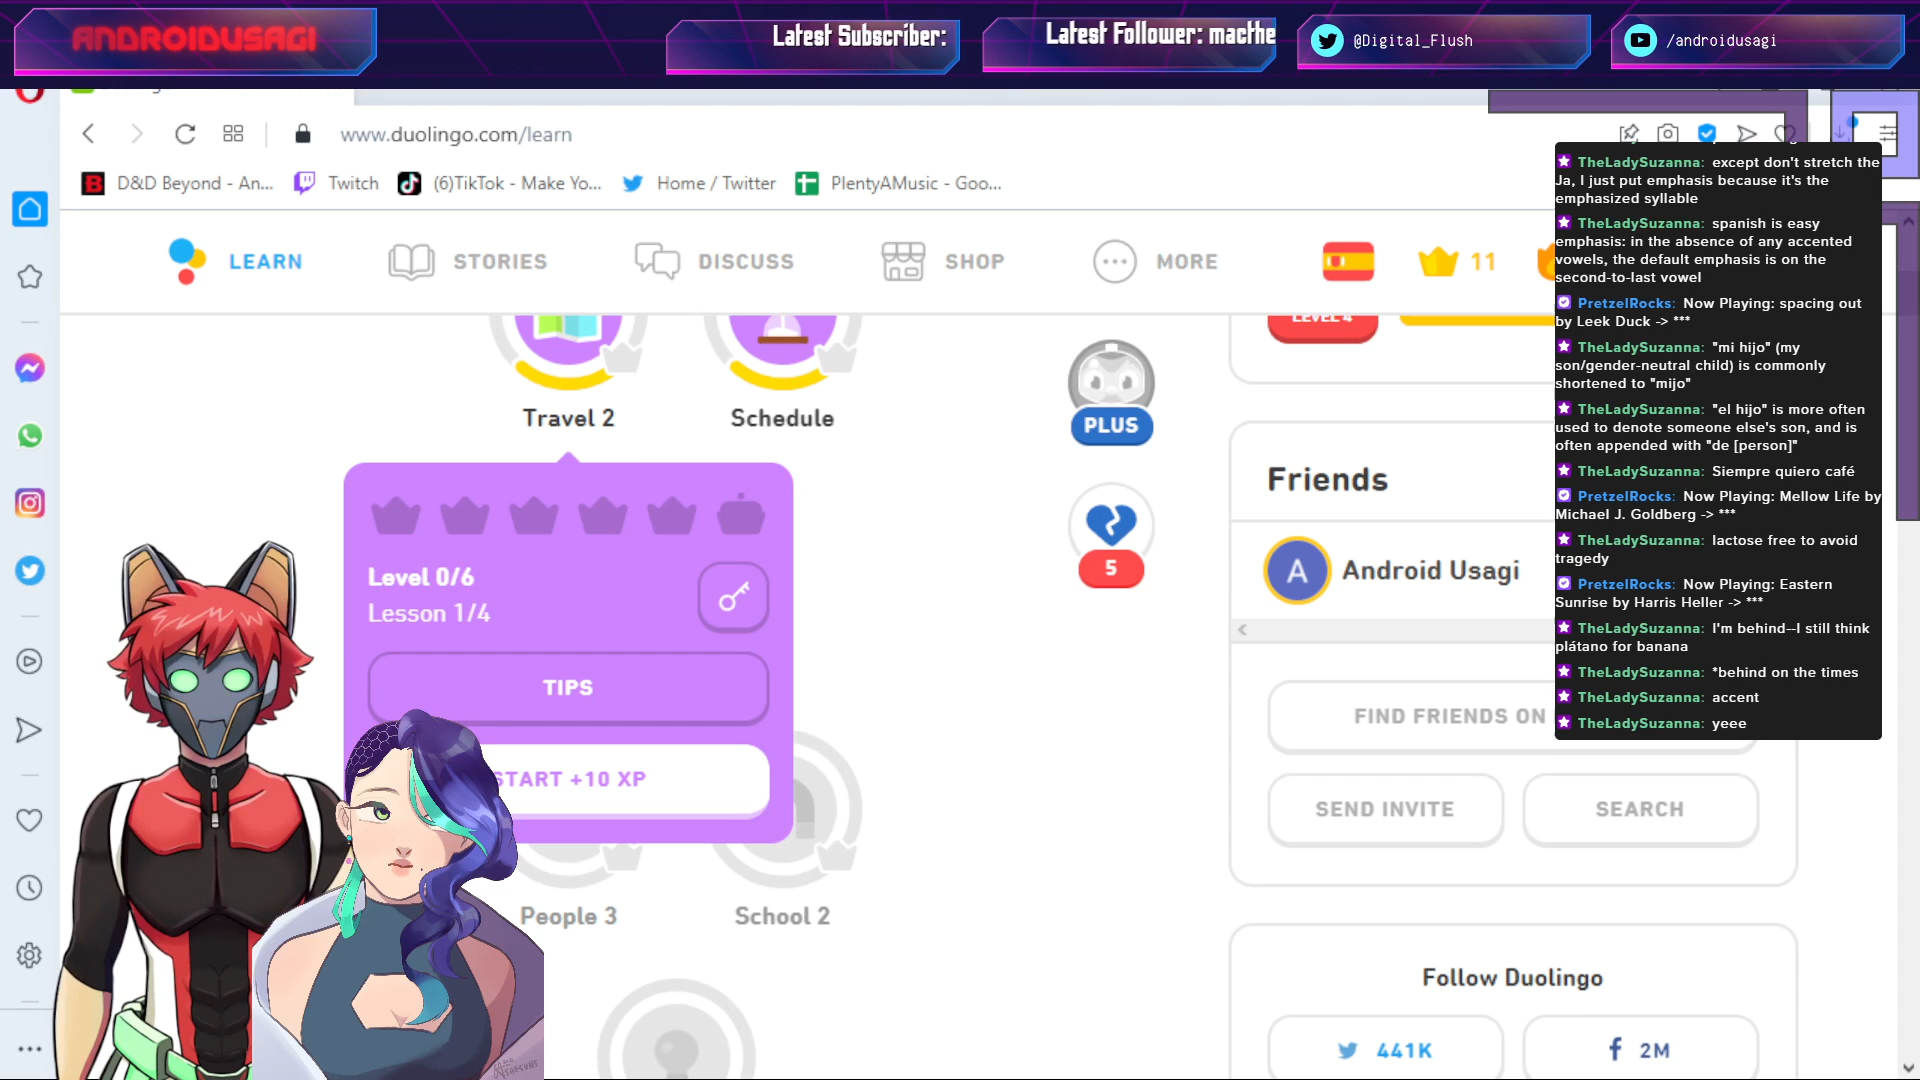 ANDROIDUSAGI
Latest Subscriber:
Latest Follower: macthe
@Digital_Flush
/androidusagi
www.duolingo.com/learn
D&D Beyond - An...
Twitch
(6)TikTok - Make Yo...
Home / Twitter
PlentyAMusic - Goo...
LEARN
STORIES
DISCUSS
SHOP
MORE
11
LEVEL 4
Travel 2
Schedule
PLUS
Level 0/6
Lesson 1/4
TIPS
START +10 XP
5
People 3
School 2
Friends
A
Android Usagi
FIND FRIENDS ON
SEND INVITE
SEARCH
Follow Duolingo
441K
2M
TheLadySuzanna: except don't stretch the
Ja, I just put emphasis because it's the
emphasized syllable
TheLadySuzanna: spanish is easy
emphasis: in the absence of any accented
vowels, the default emphasis is on the
second-to-last vowel
PretzelRocks: Now Playing: spacing out
by Leek Duck -> ***
TheLadySuzanna: "mi hijo" (my
son/gender-neutral child) is commonly
shortened to "mijo"
TheLadySuzanna: "el hijo" is more often
used to denote someone else's son, and is
often appended with "de [person]"
TheLadySuzanna: Siempre quiero café
PretzelRocks: Now Playing: Mellow Life by
Michael J. Goldberg -> ***
TheLadySuzanna: lactose free to avoid
tragedy
PretzelRocks: Now Playing: Eastern
Sunrise by Harris Heller -> ***
TheLadySuzanna: I'm behind--I still think
plátano for banana
TheLadySuzanna: *behind on the times
TheLadySuzanna: accent
TheLadySuzanna: yeee